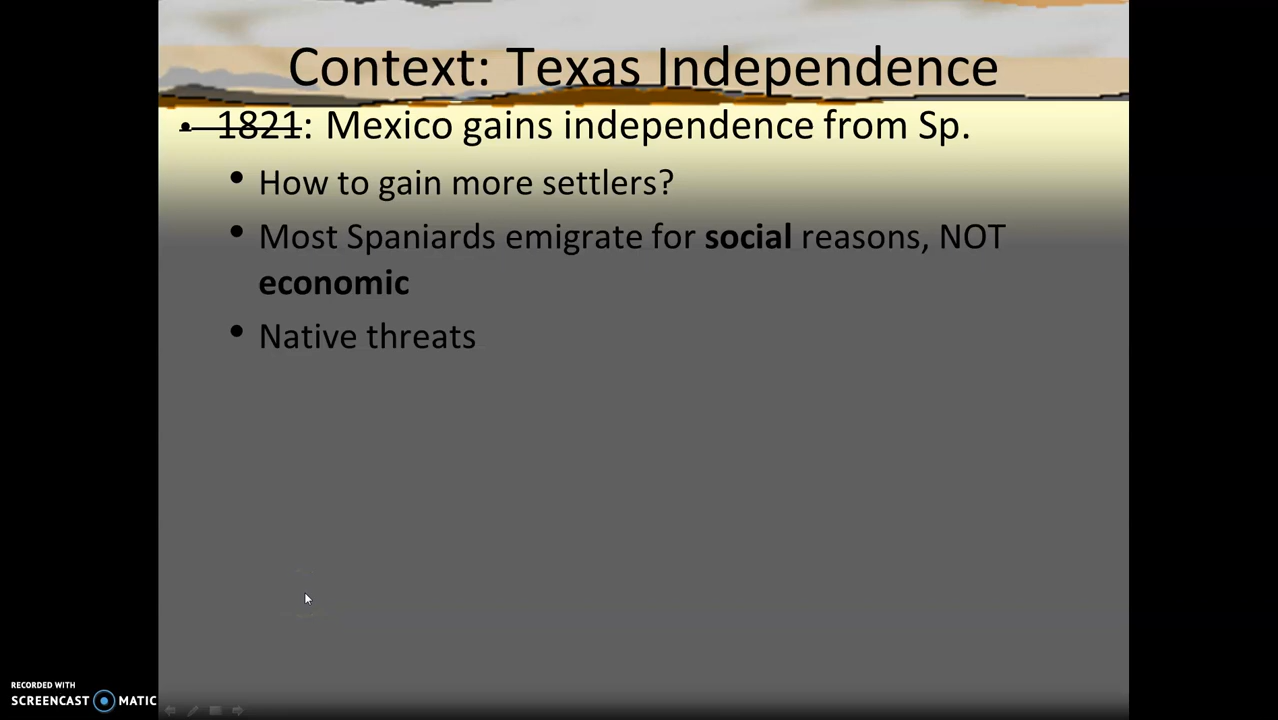 Context: Texas Independence
• 1821: Mexico gains independence from Sp.
• How to gain more settlers?
• Most Spaniards emigrate for social reasons, NOT
economic
• Native threats
RECORDED WITH
SCREENCAST MATIC